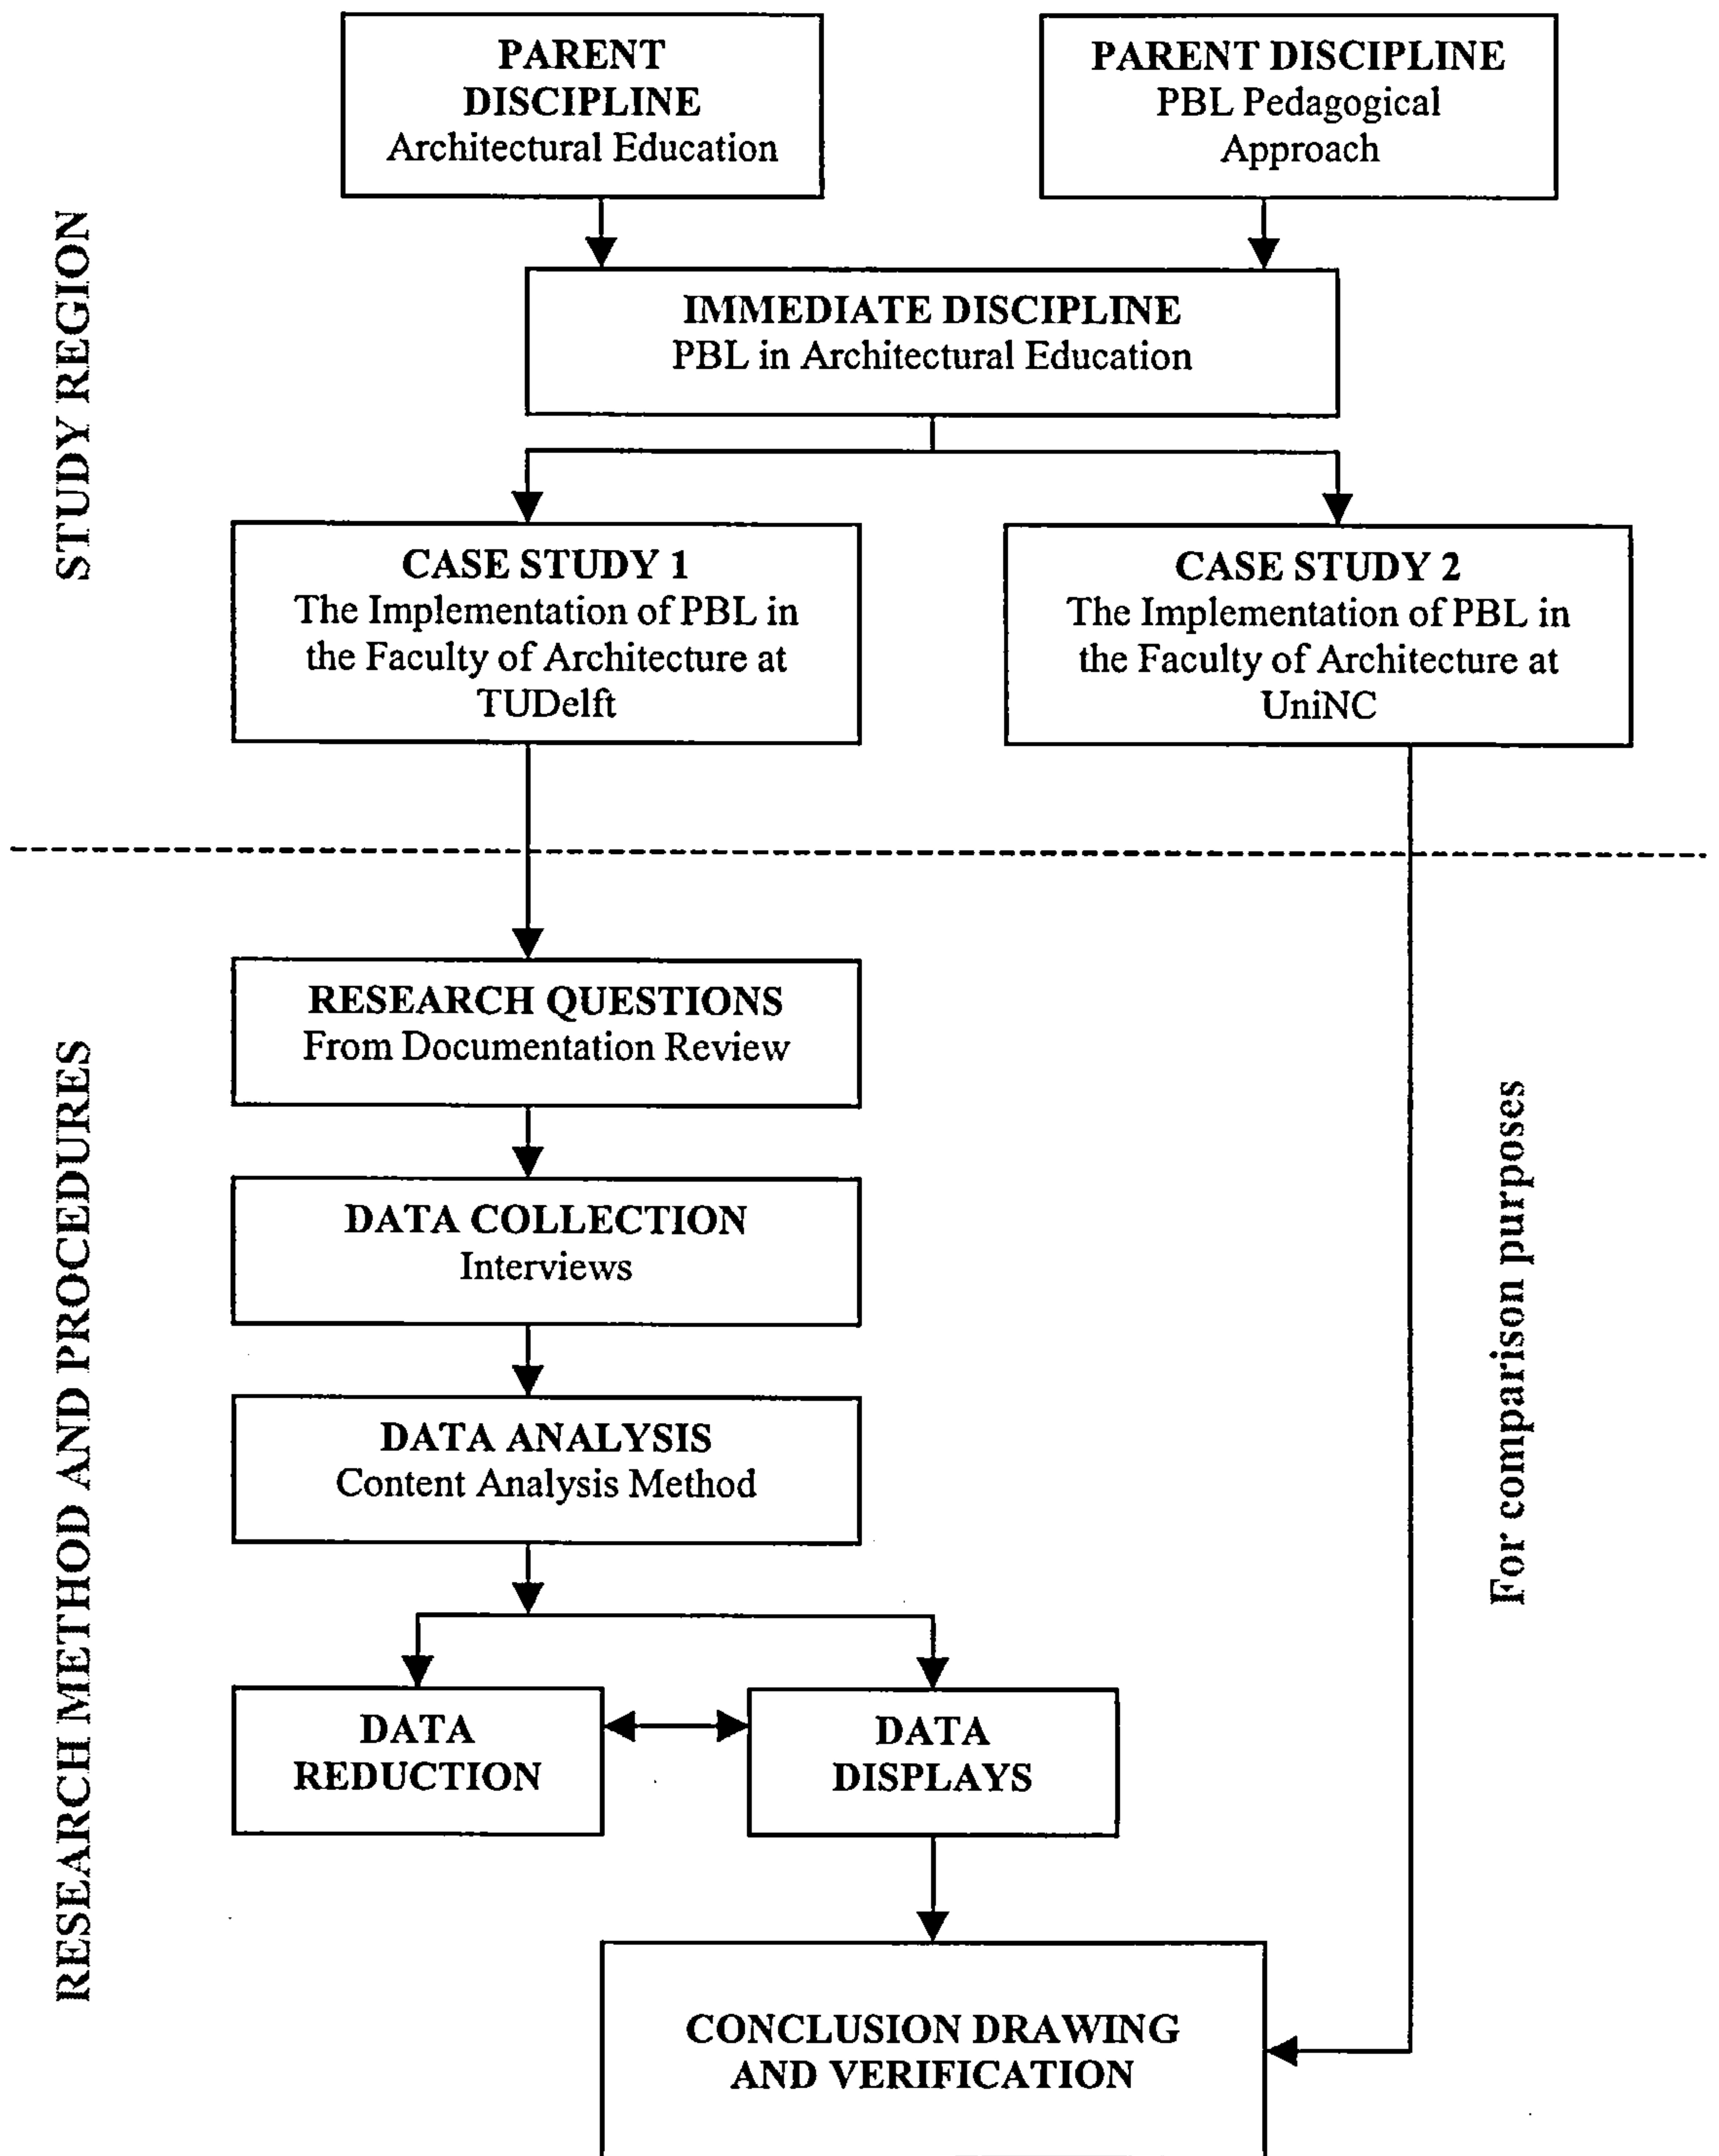 PARENT
DISCIPLINE
Architectural Education
PARENT DISCIPLINE
PBL Pedagogical
Approach
STUDY REGION
IMMEDIATE DISCIPLINE
PBL in Architectural Education
CASE STUDY 1
The Implementation of PBL in
the Faculty of Architecture at
TUDelft
CASE STUDY 2
The Implementation of PBL in
the Faculty of Architecture at
UniNC
RESEARCH METHOD AND PROCEDURES
RESEARCH QUESTIONS
From Documentation Review
DATA COLLECTION
Interviews
DATA ANALYSIS
Content Analysis Method
For comparison purposes
DATA
REDUCTION
DATA
DISPLAYS
CONCLUSION DRAWING
AND VERIFICATION